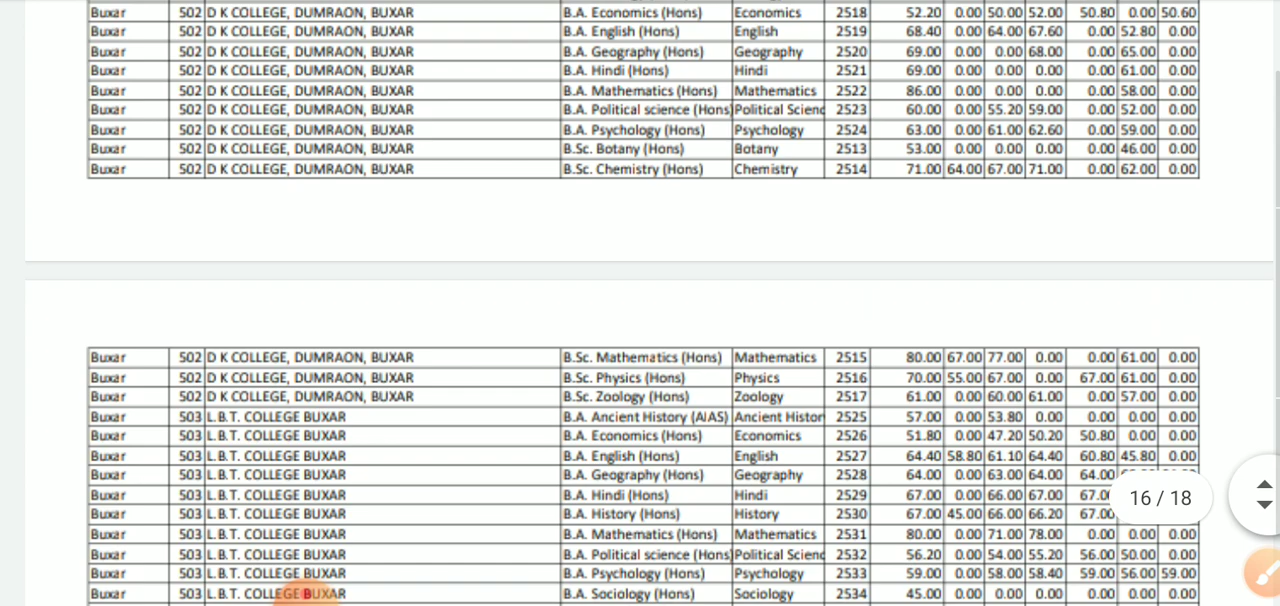 Buxar 502 D K COLLEGE, DUMRAON, BUXAR B.A. Economics (Hons) Economics 2518 52.20 0.00 50.00 52.00 50.80 0.00 50.60
Buxar 502 D K COLLEGE, DUMRAON, BUXAR B.A. English (Hons) English 2519 68.40 0.00 64.00 67.60 0.00 52.80 0.00
Buxar 502 D K COLLEGE, DUMRAON, BUXAR B.A. Geography (Hons) Geography 2520 69.00 0.00 0.00 68.00 0.00 65.00 0.00
Buxar 502 D K COLLEGE, DUMRAON, BUXAR B.A. Hindi (Hons) Hindi 2521 69.00 0.00 0.00 0.00 0.00 61.00 0.00
Buxar 502 D K COLLEGE, DUMRAON, BUXAR B.A. Mathematics (Hons) Mathematics 2522 86.00 0.00 0.00 0.00 0.00 58.00 0.00
Buxar 502 D K COLLEGE, DUMRAON, BUXAR B.A. Political science (Hons) Political Scienc 2523 60.00 0.00 55.20 59.00 0.00 52.00 0.00
Buxar 502 D K COLLEGE, DUMRAON, BUXAR B.A. Psychology (Hons) Psychology 2524 63.00 0.00 61.00 62.60 0.00 59.00 0.00
Buxar 502 D K COLLEGE, DUMRAON, BUXAR B.Sc. Botany (Hons) Botany 2513 53.00 0.00 0.00 0.00 0.00 46.00 0.00
Buxar 502 D K COLLEGE, DUMRAON, BUXAR B.Sc. Chemistry (Hons) Chemistry 2514 71.00 64.00 67.00 71.00 0.00 62.00 0.00
Buxar 502 D K COLLEGE, DUMRAON, BUXAR B.Sc. Mathematics (Hons) Mathematics 2515 80.00 67.00 77.00 0.00 0.00 61.00 0.00
Buxar 502 D K COLLEGE, DUMRAON, BUXAR B.Sc. Physics (Hons) Physics 2516 70.00 55.00 67.00 0.00 67.00 61.00 0.00
Buxar 502 D K COLLEGE, DUMRAON, BUXAR B.Sc. Zoology (Hons) Zoology 2517 61.00 0.00 60.00 61.00 0.00 57.00 0.00
Buxar 503 L.B.T. COLLEGE BUXAR B.A. Ancient History (AIAS) Ancient Histor 2525 57.00 0.00 53.80 0.00 0.00 0.00 0.00
Buxar 503 L.B.T. COLLEGE BUXAR B.A. Economics (Hons) Economics 2526 51.80 0.00 47.20 50.20 50.80 0.00 0.00
Buxar 503 L.B.T. COLLEGE BUXAR B.A. English (Hons) English 2527 64.40 58.80 61.10 64.40 60.80 45.80 0.00
Buxar 503 L.B.T. COLLEGE BUXAR B.A. Geography (Hons) Geography 2528 64.00 0.00 63.00 64.00 64.00
Buxar 503 L.B.T. COLLEGE BUXAR B.A. Hindi (Hons) Hindi 2529 67.00 0.00 66.00 67.00 67.0
16 / 18
Buxar 503 L.B.T. COLLEGE BUXAR B.A. History (Hons) History 2530 67.00 45.00 66.00 66.20 67.00
Buxar 503 L.B.T. COLLEGE BUXAR B.A. Mathematics (Hons) Mathematics 2531 80.00 0.00 71.00 78.00 0.00 0.00 0.00
Buxar 503 L.B.T. COLLEGE BUXAR B.A. Political science (Hons) Political Scienc 2532 56.20 0.00 54.00 55.20 56.00 50.00 0.00
Buxar 503 L.B.T. COLLEGE BUXAR B.A. Psychology (Hons) Psychology 2533 59.00 0.00 58.00 58.40 59.00 56.00 59.00
Buxar 503 L.B.T. COLLEGE BUXAR B.A. Sociology (Hons) Sociology 2534 45.00 0.00 0.00 0.00 0.00 0.00 0.00